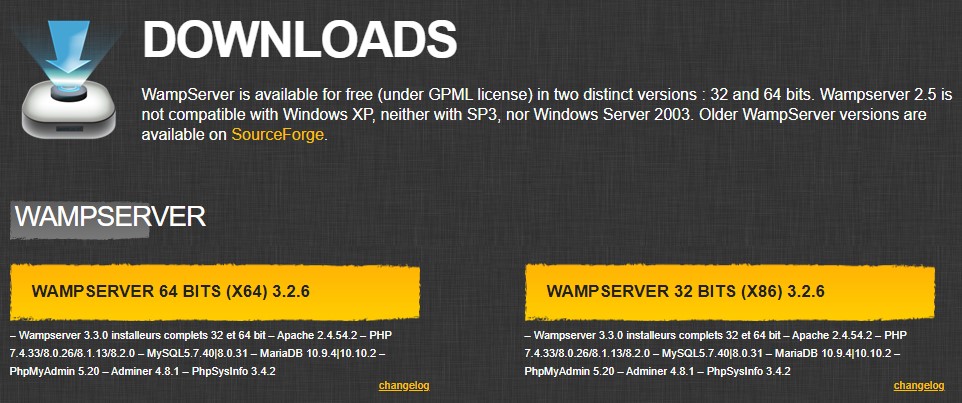 DOWNLOADS
WampServer is available for free (under GPML license) in two distinct versions : 32 and 64 bits. Wampserver 2.5 is
not compatible with Windows XP, neither with SP3, nor Windows Server 2003. Older WampServer versions are
available on SourceForge.
WAMPSERVER
WAMPSERVER 64 BITS (X64) 3.2.6
– Wampserver 3.3.0 installeurs complets 32 et 64 bit – Apache 2.4.54.2 – PHP
7.4.33/8.0.26/8.1.13/8.2.0 – MySQL5.7.40|8.0.31 – MariaDB 10.9.4|10.10.2 –
PhpMyAdmin 5.20 – Adminer 4.8.1 – PhpSysInfo 3.4.2
changelog
WAMPSERVER 32 BITS (X86) 3.2.6
– Wampserver 3.3.0 installeurs complets 32 et 64 bit – Apache 2.4.54.2 – PHP
7.4.33/8.0.26/8.1.13/8.2.0 – MySQL5.7.40|8.0.31 – MariaDB 10.9.4|10.10.2 –
PhpMyAdmin 5.20 – Adminer 4.8.1 – PhpSysInfo 3.4.2
changelog